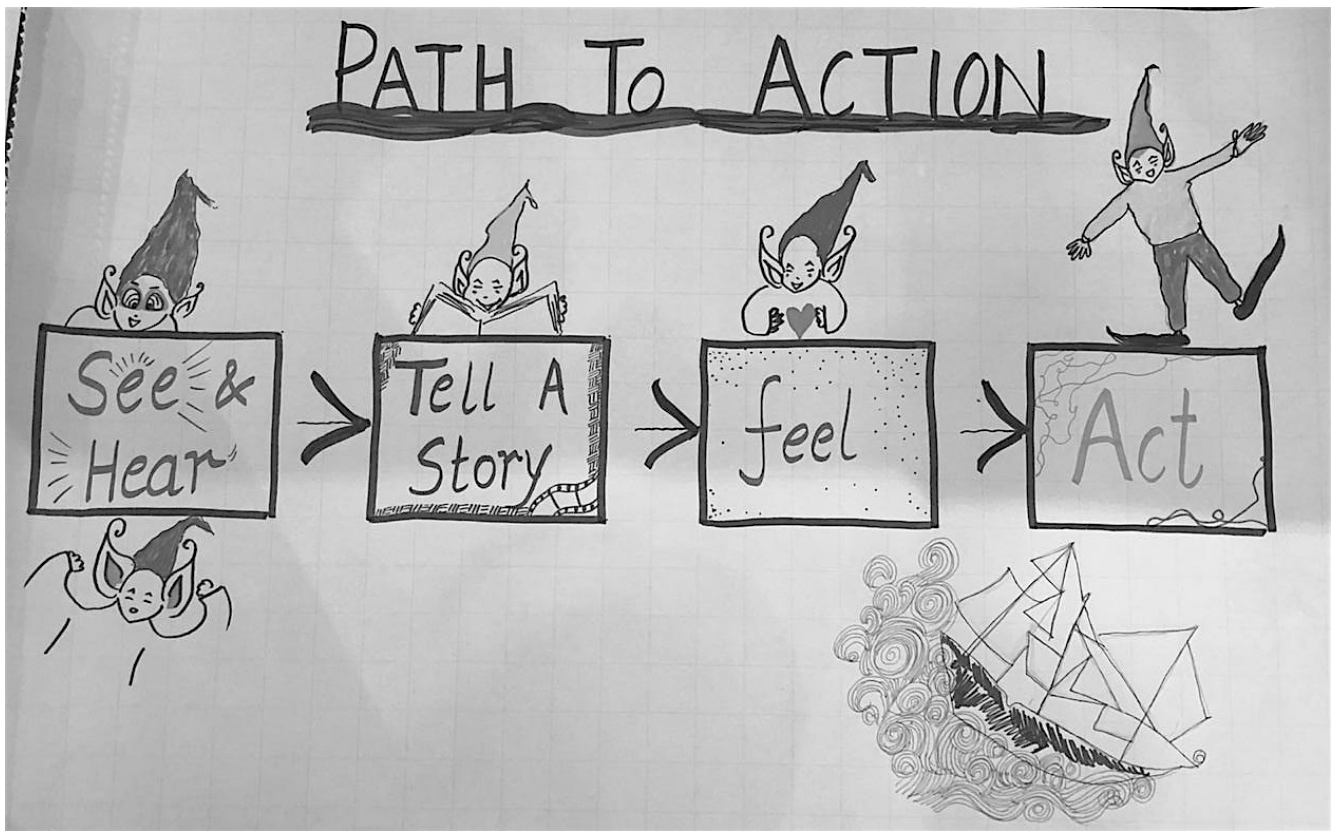 PATH TO ACTION
See &
Hear
Tell A
Story
feel
Act